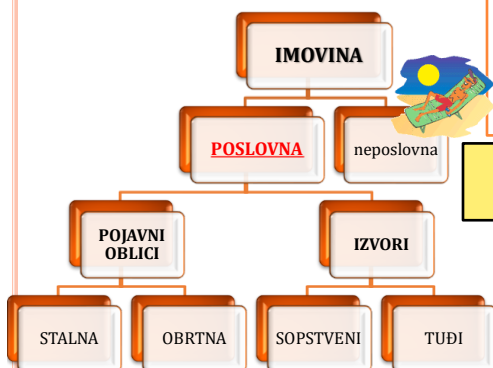 IMOVINA
POSLOVNA
neposlovna
POJAVNI
OBLICI
IZVORI
STALNA
OBRTNA
SOPSTVENI
TUĐI